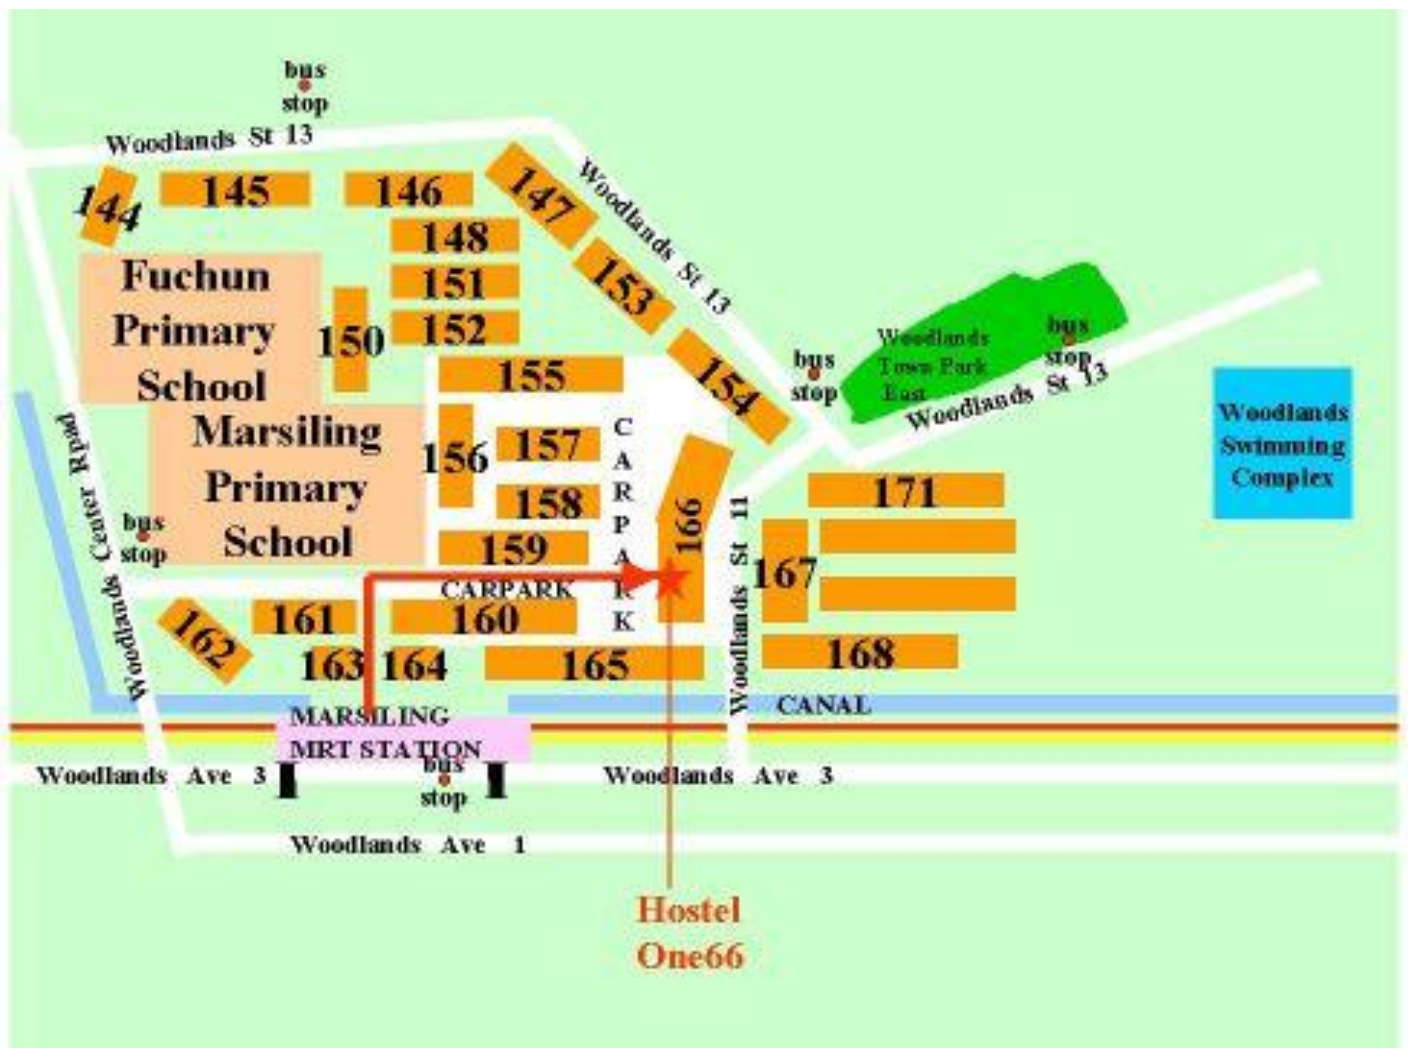 bus
stop
Woodlands St 13
144
145
146
147
Woodlands St 13
148
Fuchun
Primary
School
151
153
150
152
Woodlands
Town Park
East
bus
stop
bus
stop
Woodlands St 13
155
154
Woodlands
Swimming
Complex
Marsiling
Primary
School
156
157
CARPARK
158
159
166
171
Woodlands Center Rpad
bus
stop
Woodlands St 11
167
CARPARK
161
160
162
Woodlands
163
164
165
168
CANAL
MARSILING
MRT STATION
Woodlands Ave 3
bus
stop
Woodlands Ave 3
Woodlands Ave 1
Hostel
One66